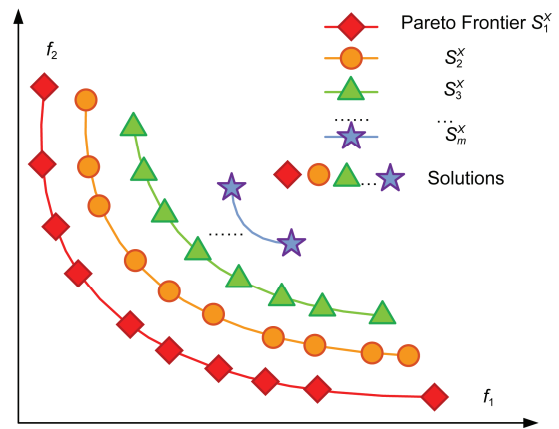 Pareto Frontier S₁ˣ
f₂
S₂ˣ
S₃ˣ
...... ...
Sₘˣ
... Solutions
......
f₁